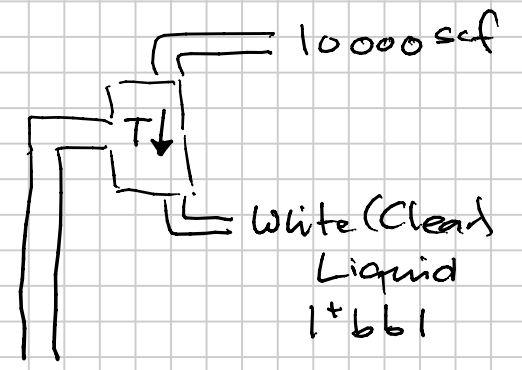 10000 scf
T↓
White (Clear)
Liquid
1+ bbl